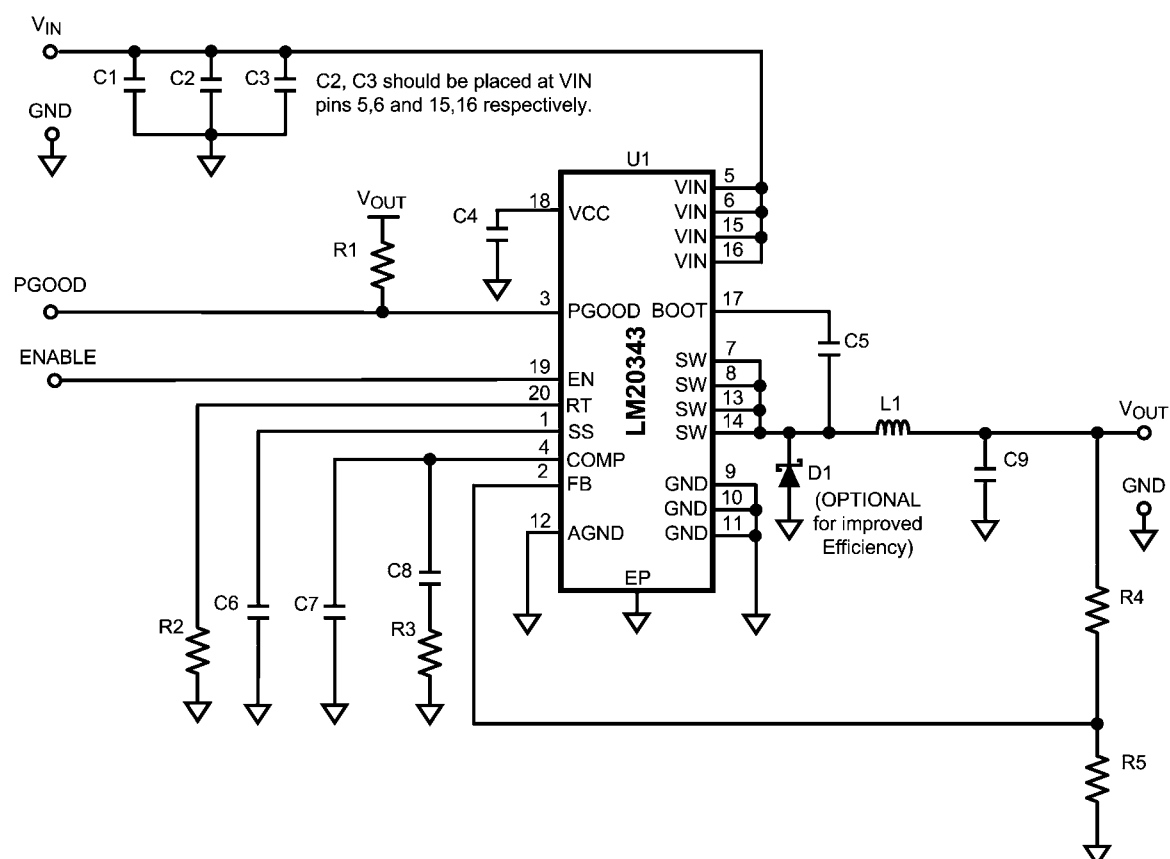 VIN
C1
C2
C3
C2, C3 should be placed at VIN
pins 5,6 and 15,16 respectively.
GND
U1
VOUT
R1
C4
18
VCC
VIN
5
VIN
6
VIN
15
VIN
16
PGOOD
3
PGOOD
BOOT
17
C5
ENABLE
19
EN
20
RT
1
SS
4
COMP
2
FB
12
AGND
LM20343
SW
7
SW
8
SW
13
SW
14
L1
VOUT
D1
(OPTIONAL
for improved
Efficiency)
C9
GND
GND
9
GND
10
GND
11
EP
R2
C6
C7
C8
R3
R4
R5